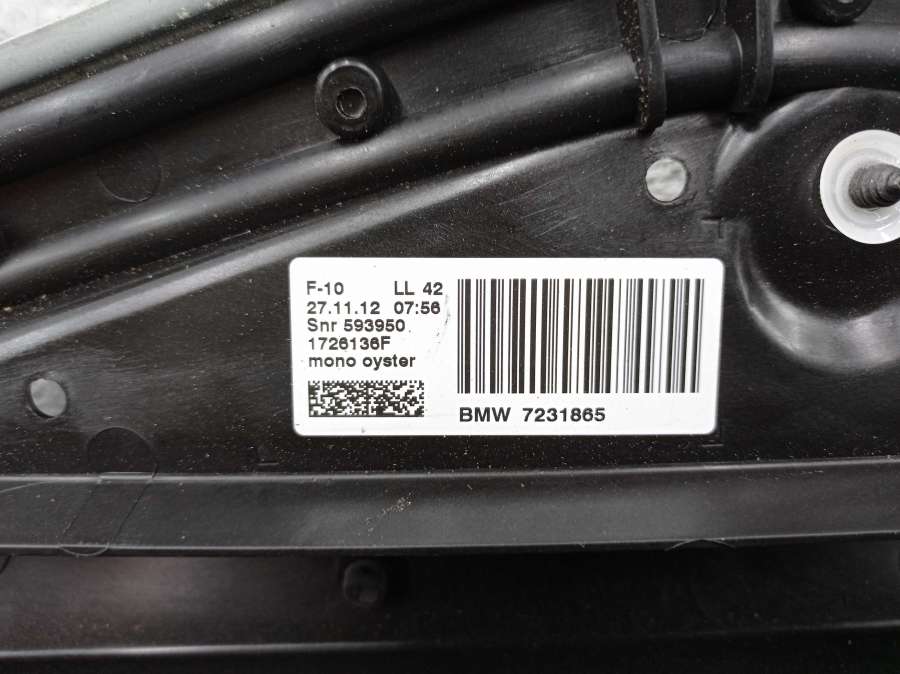 F-10 LL 42
27.11.12 07:56
Snr 593950
1726136F
mono oyster
BMW 7231865